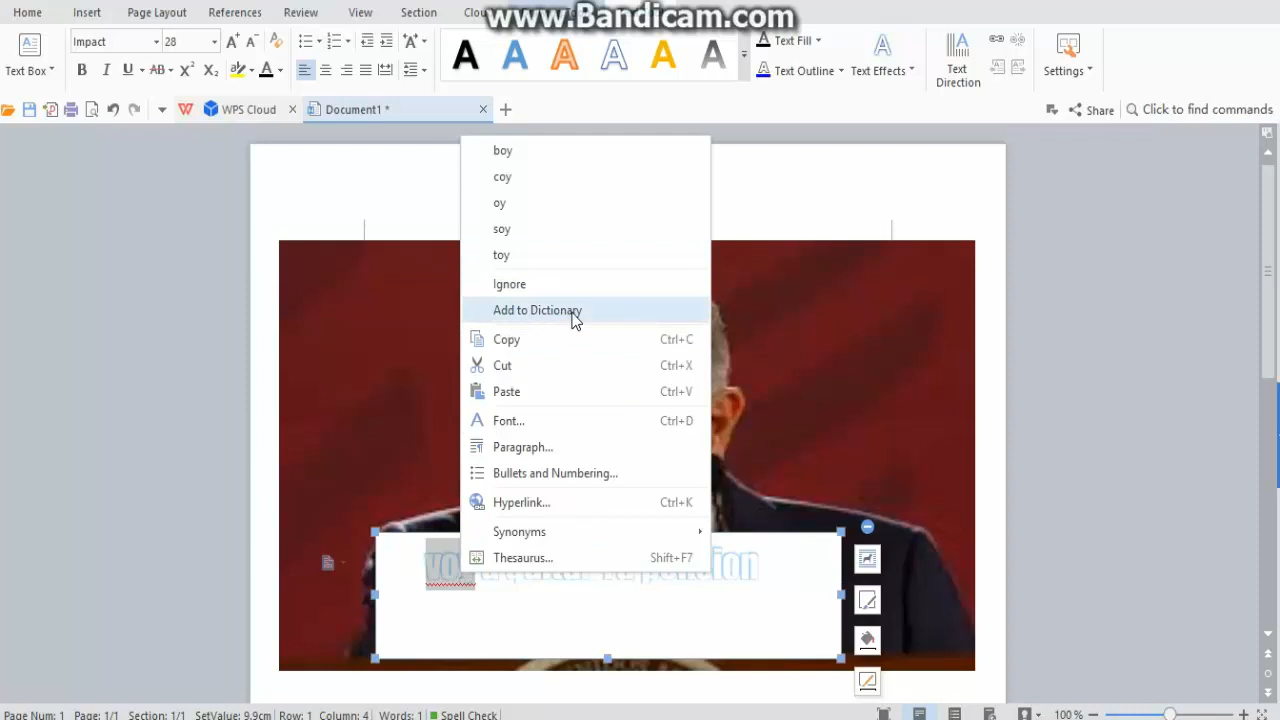 www.Bandicam.com
Home Insert Page Layout References Review View Section
Impact 28
Text Box
Text Fill
Text Outline
Text Effects
Text Direction
Settings
WPS Cloud
Document1 *
Share
Click to find commands
boy
coy
oy
soy
toy
Ignore
Add to Dictionary
Copy Ctrl+C
Cut Ctrl+X
Paste Ctrl+V
Font... Ctrl+D
Paragraph...
Bullets and Numbering...
Hyperlink... Ctrl+K
Synonyms
Thesaurus... Shift+F7
Page Num: 1 Page: 1/1 Section: 1/1 SetValue: 9.9cm Row: 1 Column: 4 Words: 1 Spell Check 100 %